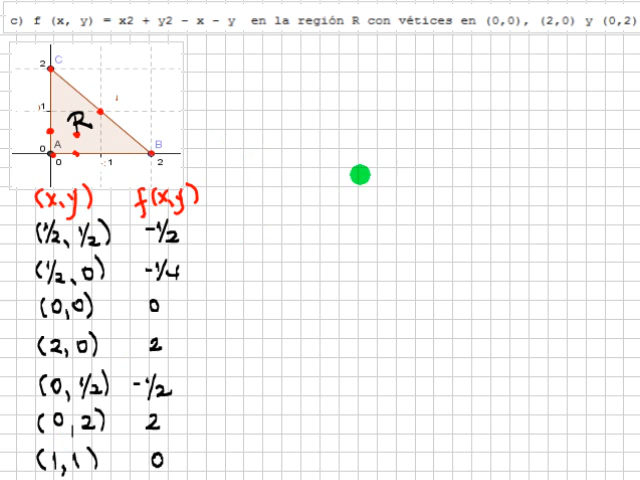 c) f (x, y) = x2 + y2 - x - y en la región R con vétices en (0,0), (2,0) y (0,2)
2 C
1
R
0 A B
0 1 2
(x,y) f(x,y)
(1/2, 1/2) -1/2
(1/2, 0) -1/4
(0,0) 0
(2,0) 2
(0, 1/2) -1/2
(0,2) 2
(1,1) 0